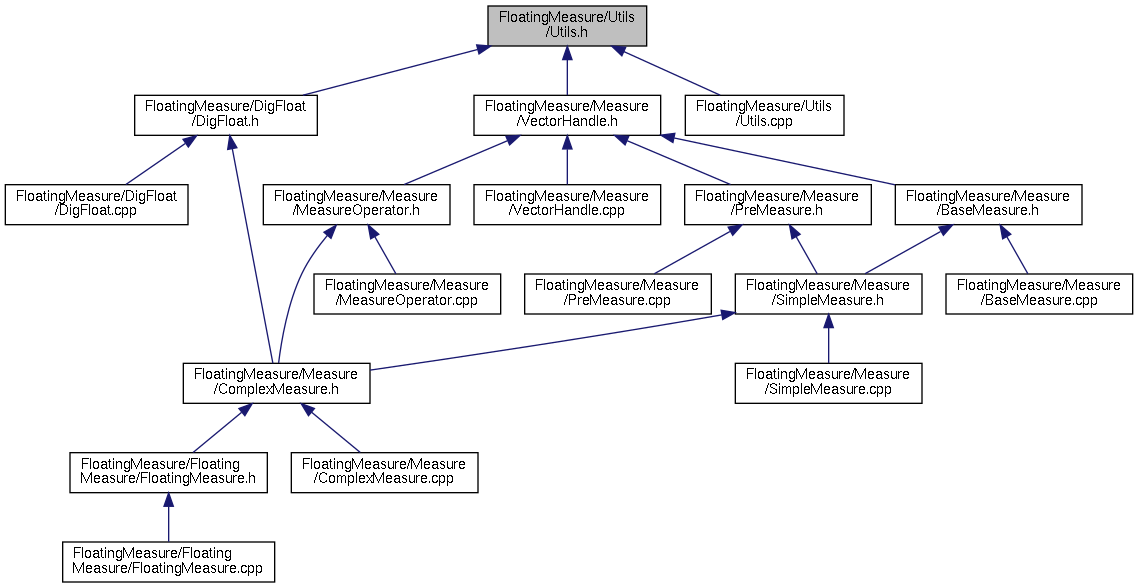 FloatingMeasure/Utils
/Utils.h
FloatingMeasure/DigFloat
/DigFloat.h
FloatingMeasure/Measure
/VectorHandle.h
FloatingMeasure/Utils
/Utils.cpp
FloatingMeasure/DigFloat
/DigFloat.cpp
FloatingMeasure/Measure
/MeasureOperator.h
FloatingMeasure/Measure
/VectorHandle.cpp
FloatingMeasure/Measure
/PreMeasure.h
FloatingMeasure/Measure
/BaseMeasure.h
FloatingMeasure/Measure
/MeasureOperator.cpp
FloatingMeasure/Measure
/PreMeasure.cpp
FloatingMeasure/Measure
/SimpleMeasure.h
FloatingMeasure/Measure
/BaseMeasure.cpp
FloatingMeasure/Measure
/ComplexMeasure.h
FloatingMeasure/Measure
/SimpleMeasure.cpp
FloatingMeasure/Floating
Measure/FloatingMeasure.h
FloatingMeasure/Measure
/ComplexMeasure.cpp
FloatingMeasure/Floating
Measure/FloatingMeasure.cpp